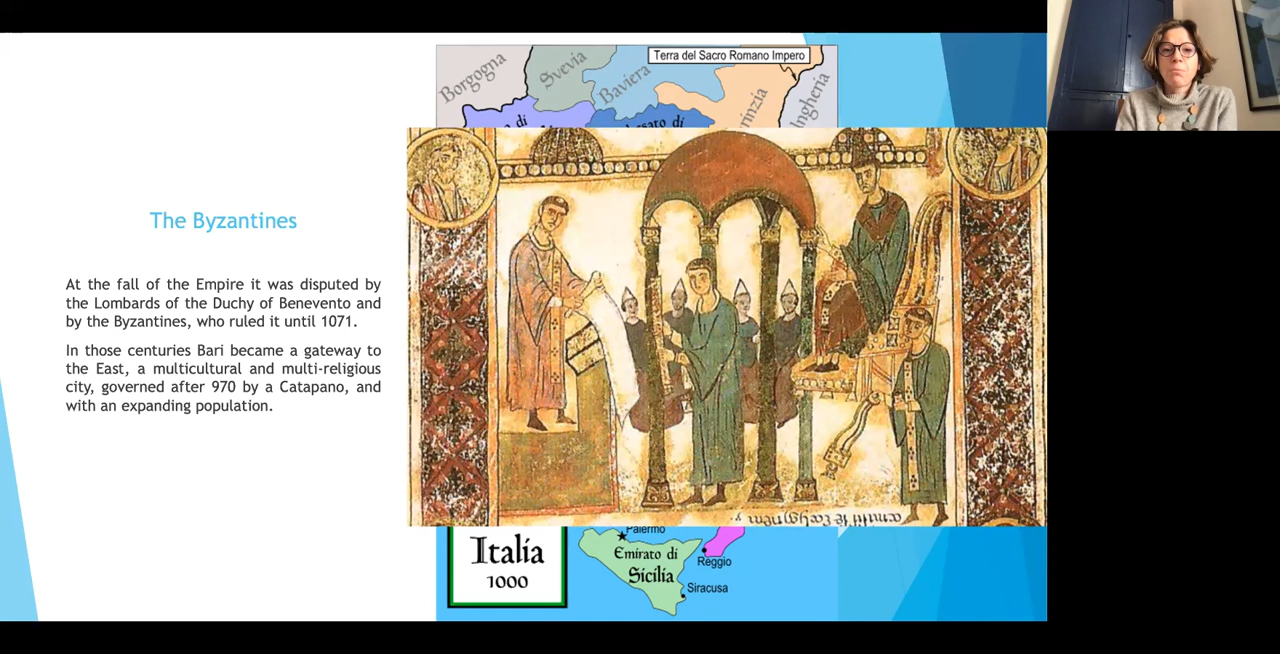 The Byzantines
At the fall of the Empire it was disputed by
the Lombards of the Duchy of Benevento and
by the Byzantines, who ruled it until 1071.
In those centuries Bari became a gateway to
the East, a multicultural and multi-religious
city, governed after 970 by a Catapano, and
with an expanding population.
Terra del Sacro Romano Impero
Borgogna
Svevia
Baviera
Ingheria
di
di
Palermo
Emirato di
Sicilia
Reggio
Siracusa
Italia
1000